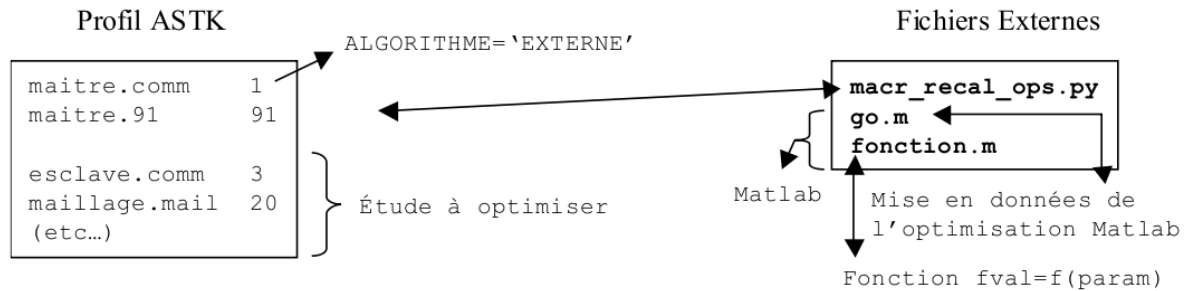 Profil ASTK
Fichiers Externes
ALGORITHME=‘EXTERNE’
maitre.comm 1
maitre.91 91
esclave.comm 3
maillage.mail 20
(etc…)
Étude à optimiser
macr_recal_ops.py
go.m
fonction.m
Matlab
Mise en données de
l’optimisation Matlab
Fonction fval=f(param)